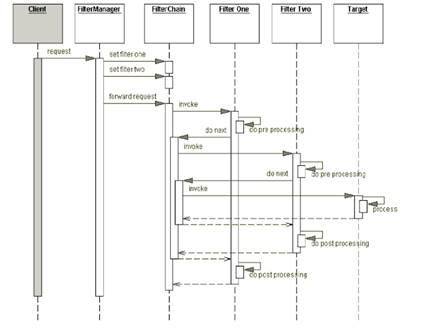 Client
FilterManager
FilterChain
Filter One
Filter Two
Target
request
set filter one
set filter two
forward request
invoke
do pre processing
do next
invoke
do next
do pre processing
invoke
process
do post processing
do post processing